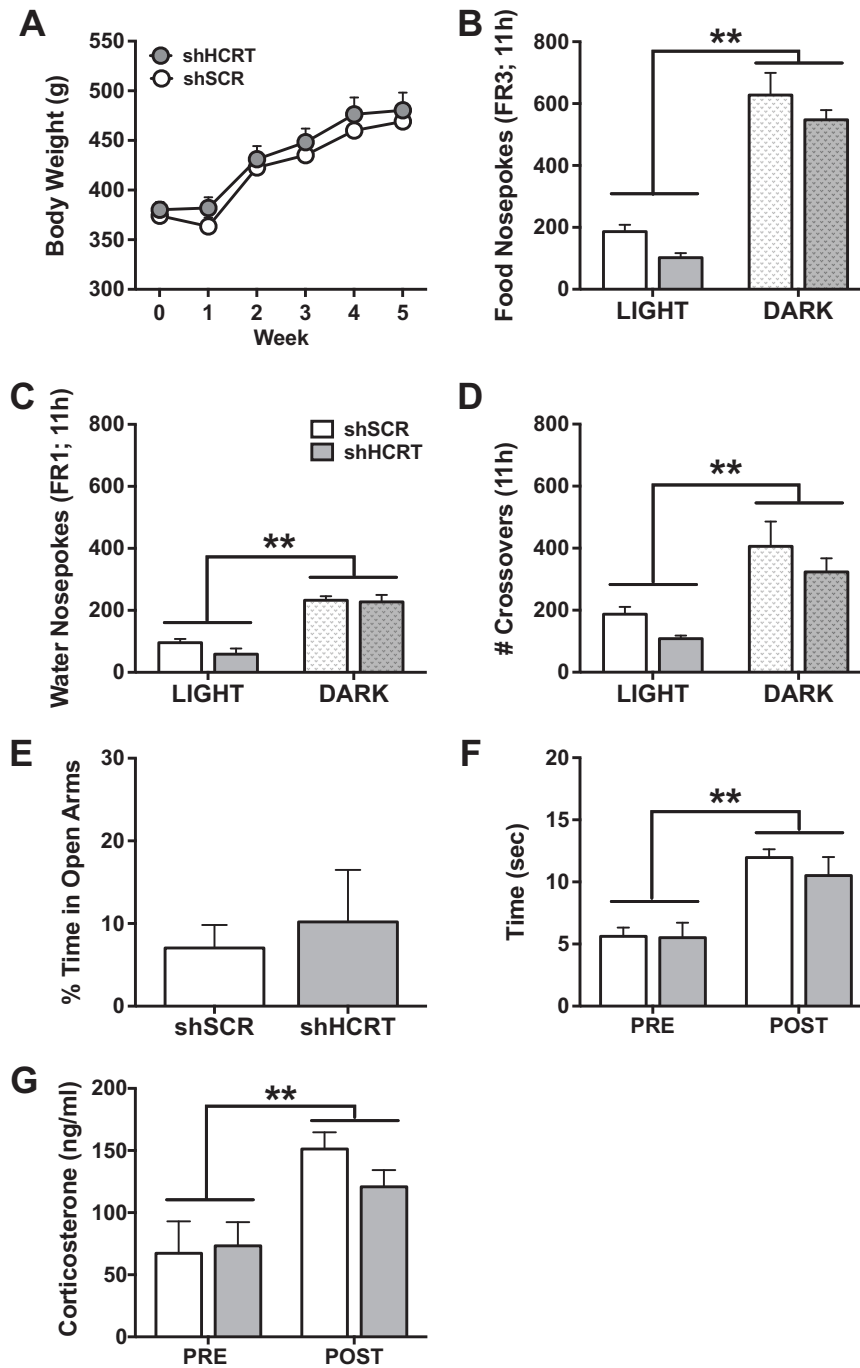 A
550
500
450
400
350
300
Body Weight (g)
shHCRT
shSCR
0 1 2 3 4 5
Week
B
800
600
400
200
0
Food Nosepokes (FR3; 11h)
**
LIGHT DARK
C
800
600
400
200
0
Water Nosepokes (FR1; 11h)
shSCR
shHCRT
**
LIGHT DARK
D
800
600
400
200
0
# Crossovers (11h)
**
LIGHT DARK
E
30
20
10
0
% Time in Open Arms
shSCR shHCRT
F
20
15
10
5
0
Time (sec)
**
PRE POST
G
200
150
100
50
0
Corticosterone (ng/ml)
**
PRE POST